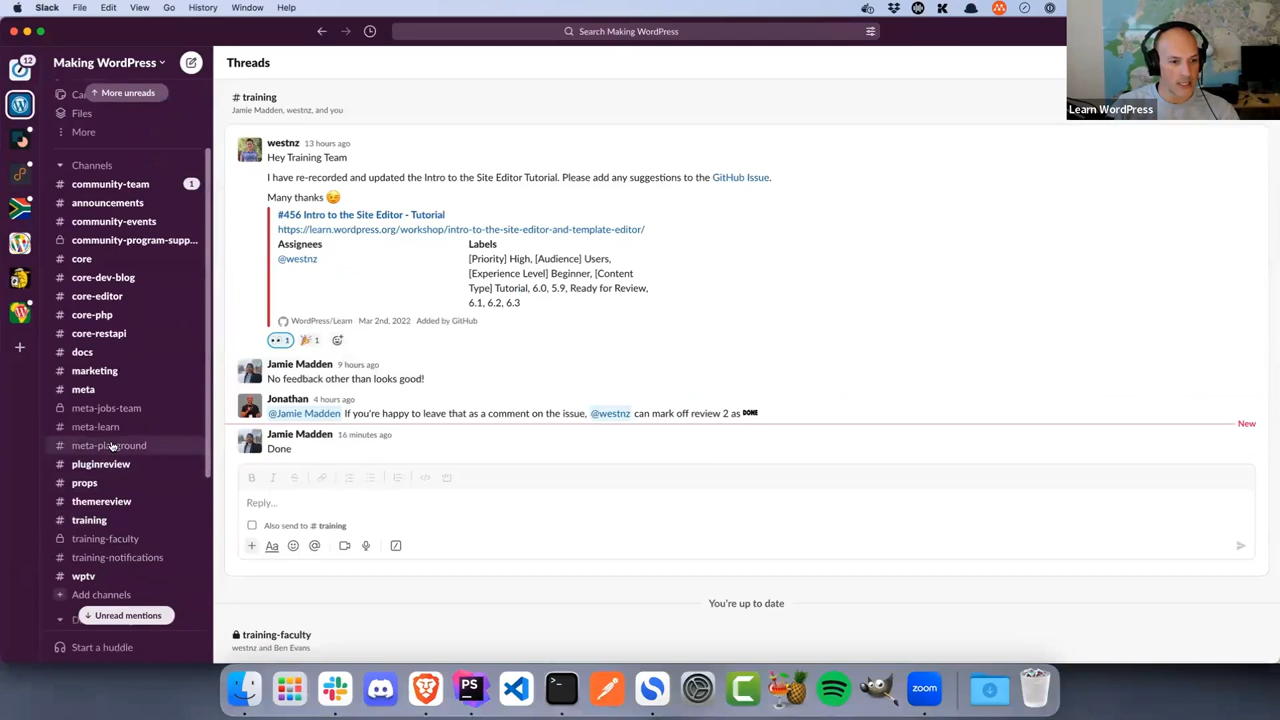 Slack File Edit View Go History Window Help
Search Making WordPress
12
Making WordPress
More unreads
Files
More
Channels
community-team 1
announcements
community-events
community-program-supp...
core
core-dev-blog
core-editor
core-php
core-restapi
docs
marketing
meta
meta-jobs-team
meta-learn
meta-playground
pluginreview
props
themereview
training
training-faculty
training-notifications
wptv
Add channels
Unread mentions
Start a huddle
Threads
# training
Jamie Madden, westnz, and you
westnz 13 hours ago
Hey Training Team
I have re-recorded and updated the Intro to the Site Editor Tutorial. Please add any suggestions to the GitHub Issue.
Many thanks
#456 Intro to the Site Editor - Tutorial
https://learn.wordpress.org/workshop/intro-to-the-site-editor-and-template-editor/
Assignees
@westnz
Labels
[Priority] High, [Audience] Users,
[Experience Level] Beginner, [Content
Type] Tutorial, 6.0, 5.9, Ready for Review,
6.1, 6.2, 6.3
WordPress/Learn Mar 2nd, 2022 Added by GitHub
1 1
Jamie Madden 9 hours ago
No feedback other than looks good!
Jonathan 4 hours ago
@Jamie Madden If you're happy to leave that as a comment on the issue, @westnz can mark off review 2 as DONE
New
Jamie Madden 16 minutes ago
Done
Reply...
Also send to # training
You're up to date
training-faculty
westnz and Ben Evans
Learn WordPress
PS
zoom